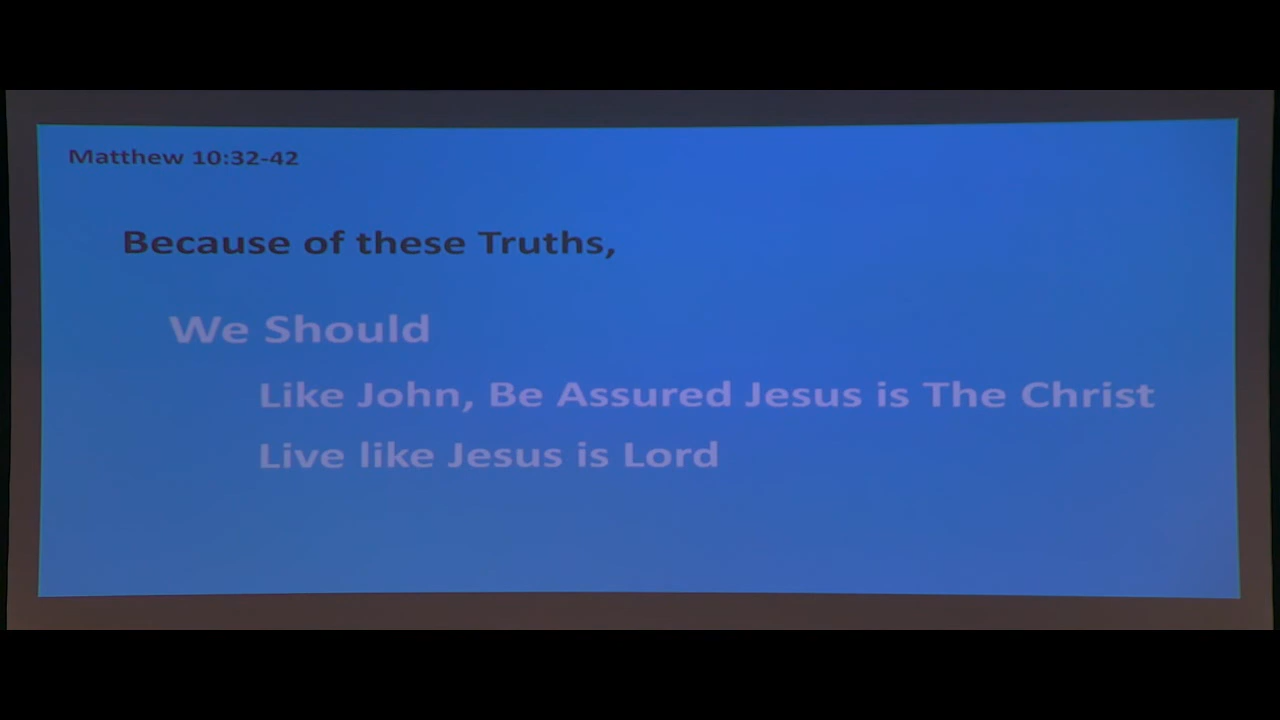 Matthew 10:32-42
Because of these Truths,
We Should
Like John, Be Assured Jesus is The Christ
Live like Jesus is Lord